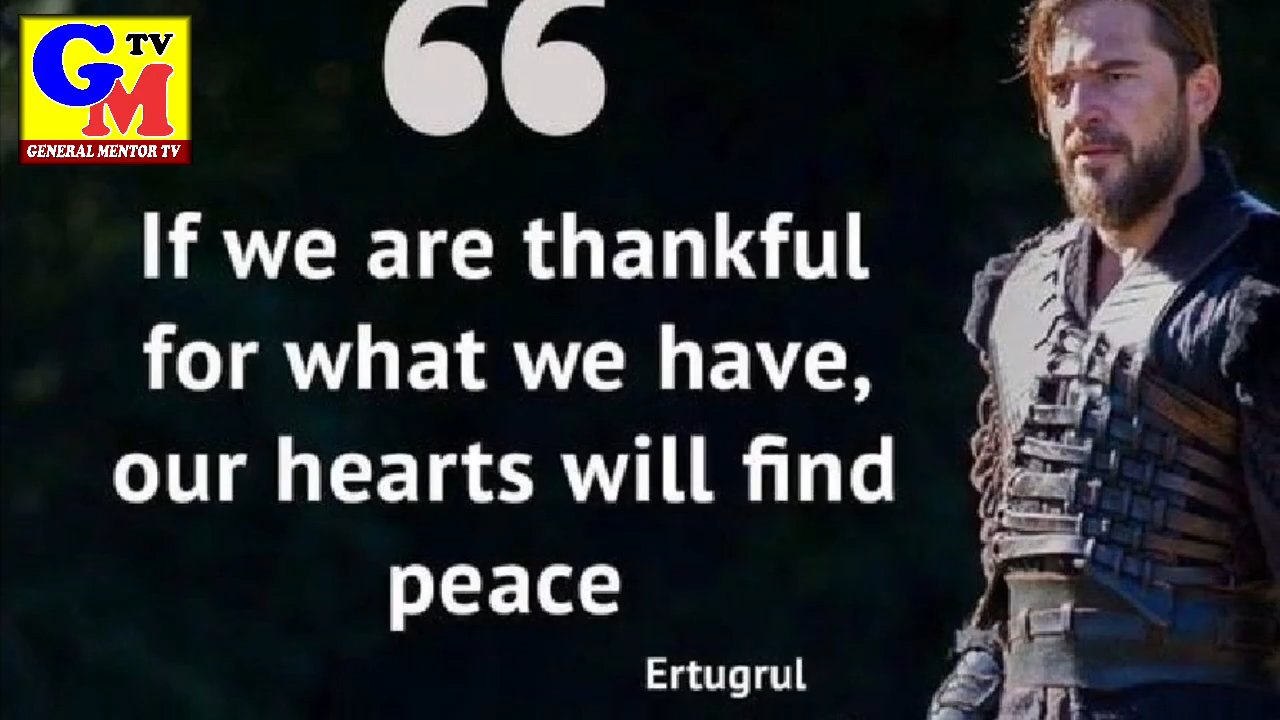 TV
GM
GENERAL MENTOR TV
“
If we are thankful
for what we have,
our hearts will find
peace
Ertugrul